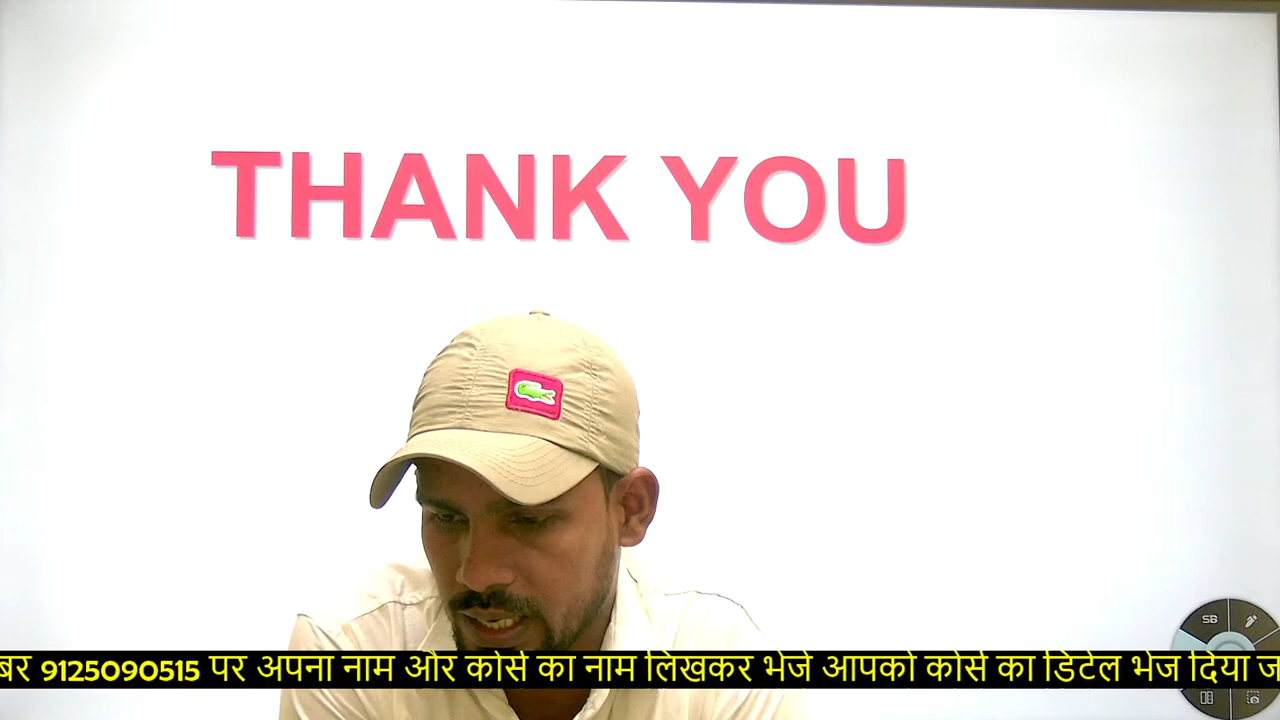 THANK YOU
SB
बर 9125090515 पर अपना नाम और कोर्स का नाम लिखकर भेजें आपको कोर्स का डिटेल भेज दिया ज